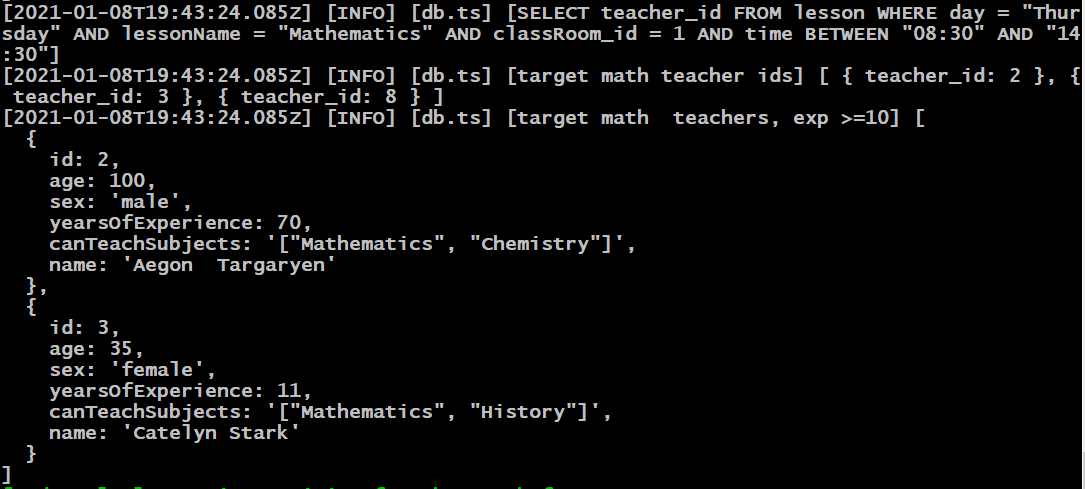 [2021-01-08T19:43:24.085Z] [INFO] [db.ts] [SELECT teacher_id FROM lesson WHERE day = "Thur
sday" AND lessonName = "Mathematics" AND classRoom_id = 1 AND time BETWEEN "08:30" AND "14
:30"]
[2021-01-08T19:43:24.085Z] [INFO] [db.ts] [target math teacher ids] [ { teacher_id: 2 }, {
 teacher_id: 3 }, { teacher_id: 8 } ]
[2021-01-08T19:43:24.085Z] [INFO] [db.ts] [target math  teachers, exp >=10] [
  {
    id: 2,
    age: 100,
    sex: 'male',
    yearsOfExperience: 70,
    canTeachSubjects: '["Mathematics", "Chemistry"]',
    name: 'Aegon  Targaryen'
  },
  {
    id: 3,
    age: 35,
    sex: 'female',
    yearsOfExperience: 11,
    canTeachSubjects: '["Mathematics", "History"]',
    name: 'Catelyn Stark'
  }
]